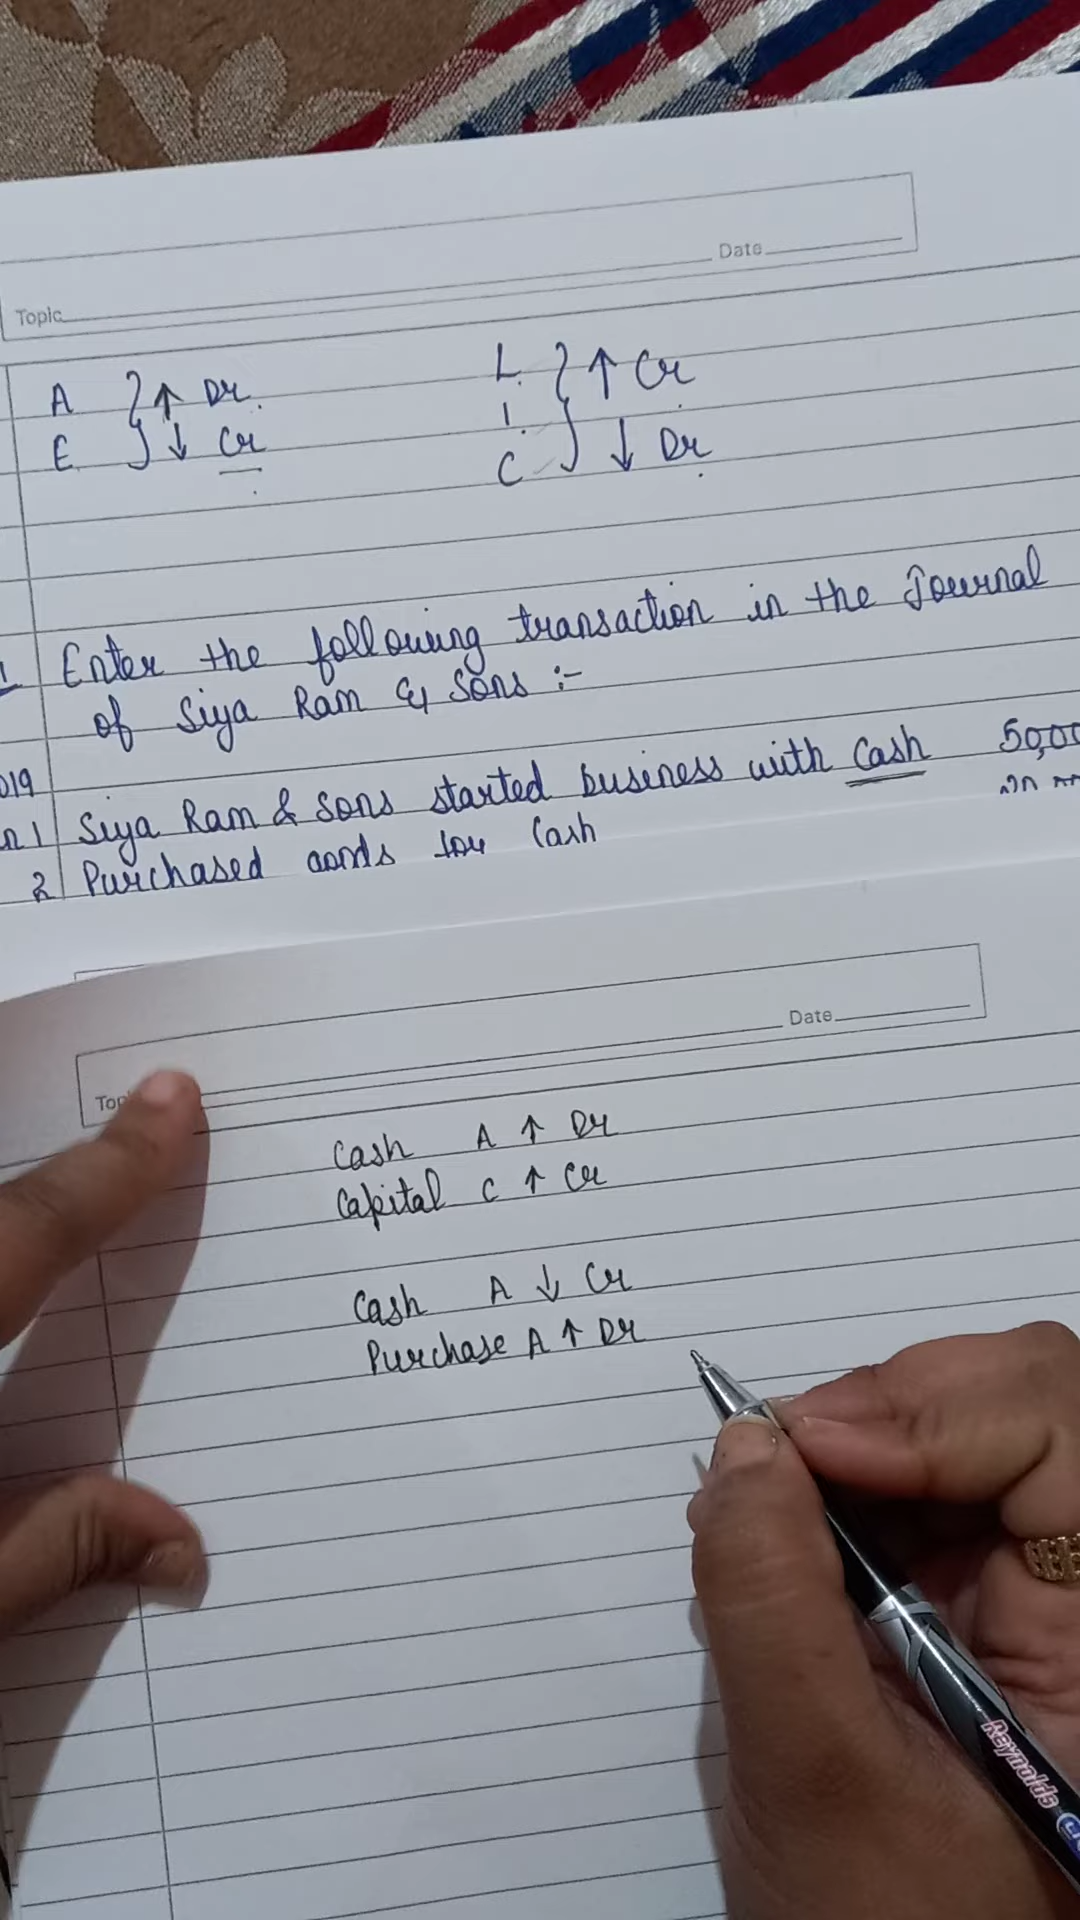 Date
Topic
A } ↑ Dr.
E } ↓ Cr
L. } ↑ Cr
I.
C } ↓ Dr
1 Enter the following transaction in the Journal
of Siya Ram & Sons :-
019
n 1 Siya Ram & Sons started business with Cash 50,00
2 Purchased goods for Cash
Date
Top
Cash A ↑ Dr
Capital C ↑ Cr
Cash A ↓ Cr
Purchase A ↑ Dr
Reynolds